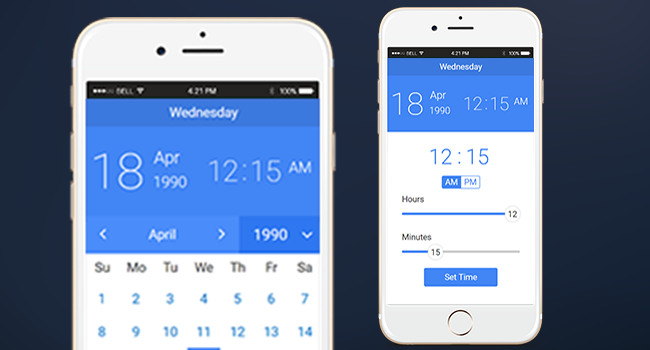 BELL 4:21 PM 100%
Wednesday
18 Apr 1990 12:15 AM
April 1990
Su Mo Tu We Th Fr Sa
1 2 3 4 5 6 7
8 9 10 11 12 13 14
BELL 4:21 PM 100%
Wednesday
18 Apr 1990 12:15 AM
12:15
AM PM
Hours
12
Minutes
15
Set Time